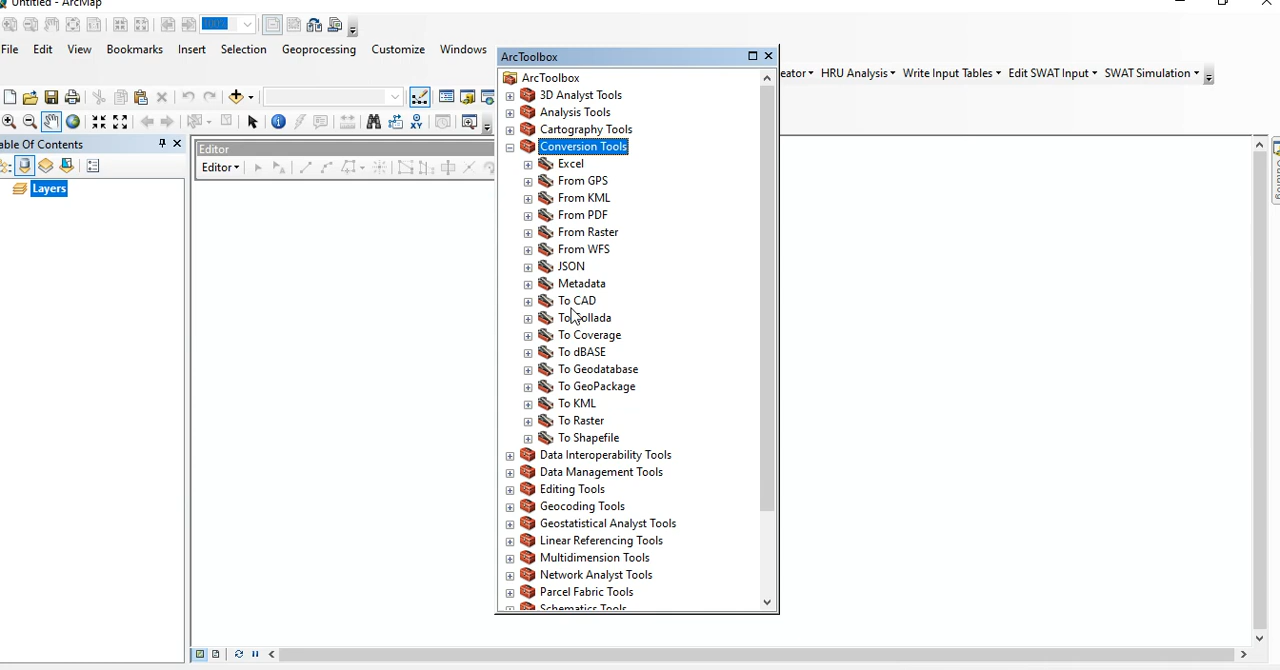 Untitled - ArcMap
File Edit View Bookmarks Insert Selection Geoprocessing Customize Windows
HRU Analysis Write Input Tables Edit SWAT Input SWAT Simulation
Table Of Contents
Layers
Editor
Editor
ArcToolbox
ArcToolbox
3D Analyst Tools
Analysis Tools
Cartography Tools
Conversion Tools
Excel
From GPS
From KML
From PDF
From Raster
From WFS
JSON
Metadata
To CAD
To Collada
To Coverage
To dBASE
To Geodatabase
To GeoPackage
To KML
To Raster
To Shapefile
Data Interoperability Tools
Data Management Tools
Editing Tools
Geocoding Tools
Geostatistical Analyst Tools
Linear Referencing Tools
Multidimension Tools
Network Analyst Tools
Parcel Fabric Tools
Schematics Tools